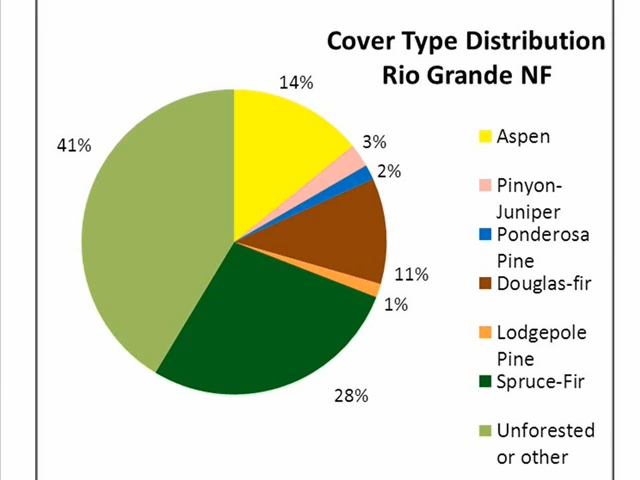 Cover Type Distribution
Rio Grande NF
14%
3%
2%
41%
11%
1%
28%
Aspen
Pinyon-
Juniper
Ponderosa
Pine
Douglas-fir
Lodgepole
Pine
Spruce-Fir
Unforested
or other